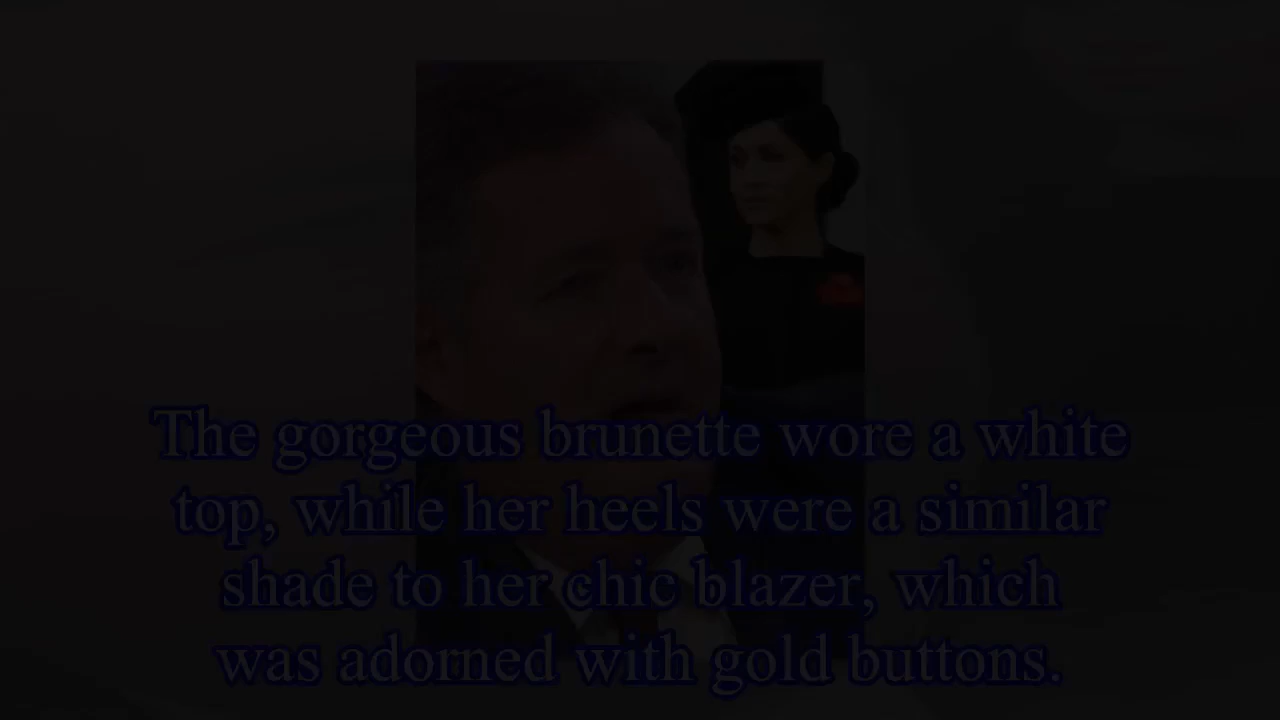 The gorgeous brunette wore a white
top, while her heels were a similar
shade to her chic blazer, which
was adorned with gold buttons.